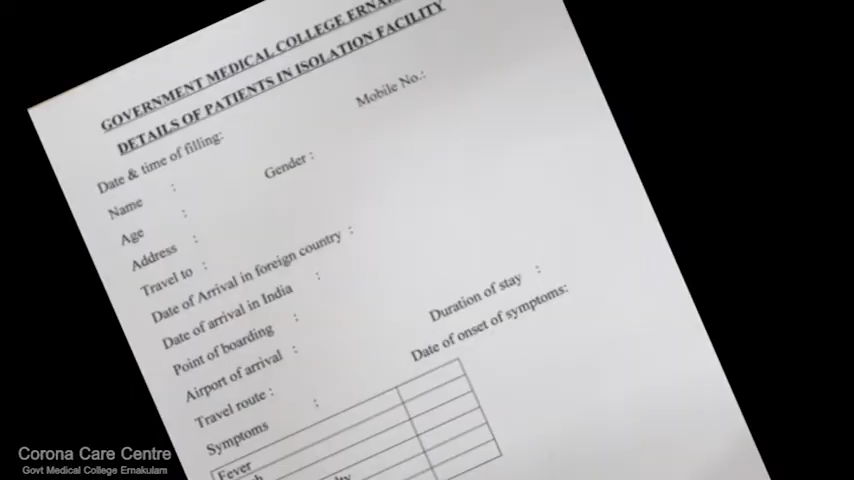 GOVERNMENT MEDICAL COLLEGE
DETAILS OF PATIENTS IN ISOLATION FACILITY
Mobile No.:
Date & time of filling:
Name : Gender :
Age :
Address :
Travel to :
Date of Arrival in foreign country :
Date of arrival in India :
Point of boarding : Duration of stay :
Airport of arrival : Date of onset of symptoms:
Travel route :
Symptoms :
Fever
Corona Care Centre
Govt Medical College Ernakulam